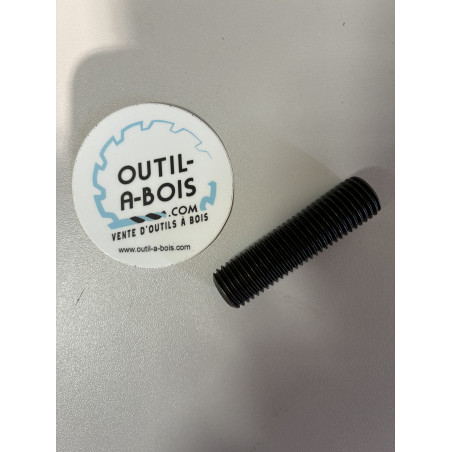 OUTIL-
A-BOIS
.COM
VENTE D'OUTILS À BOIS
www.outil-a-bois.com